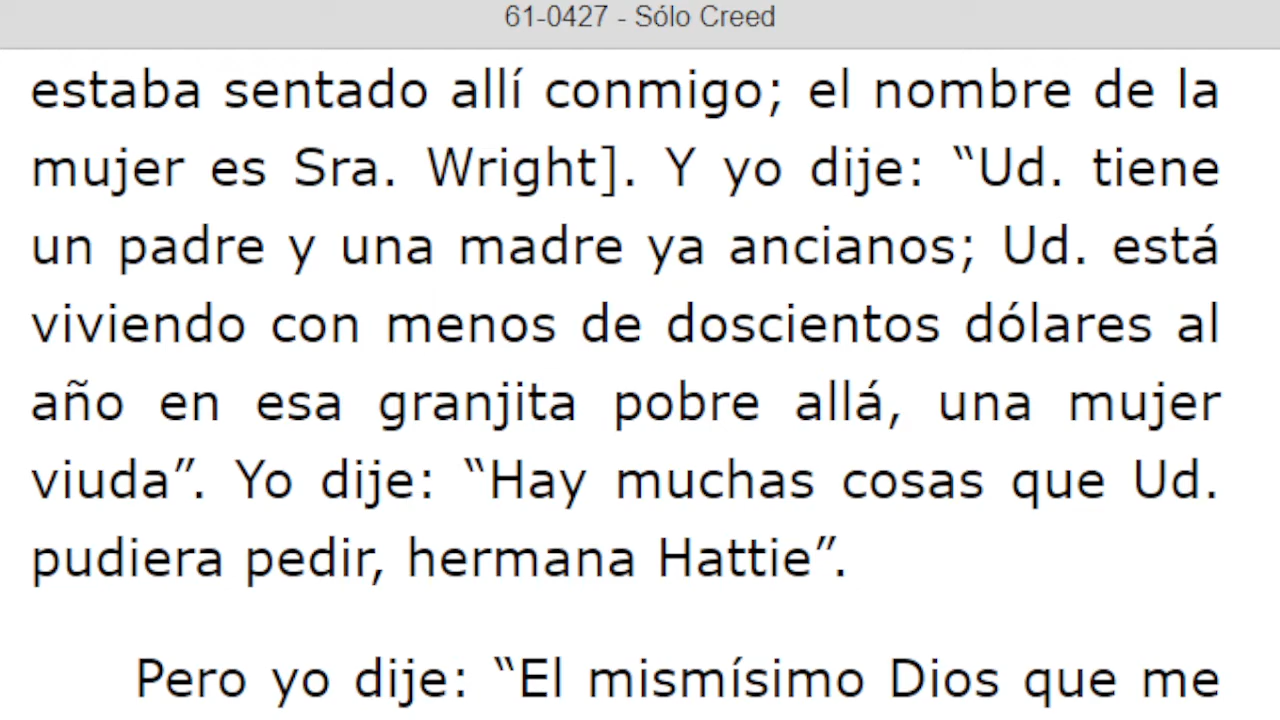 61-0427 - Sólo Creed
estaba sentado allí conmigo; el nombre de la
mujer es Sra. Wright]. Y yo dije: “Ud. tiene
un padre y una madre ya ancianos; Ud. está
viviendo con menos de doscientos dólares al
año en esa granjita pobre allá, una mujer
viuda”. Yo dije: “Hay muchas cosas que Ud.
pudiera pedir, hermana Hattie”.
Pero yo dije: “El mismísimo Dios que me